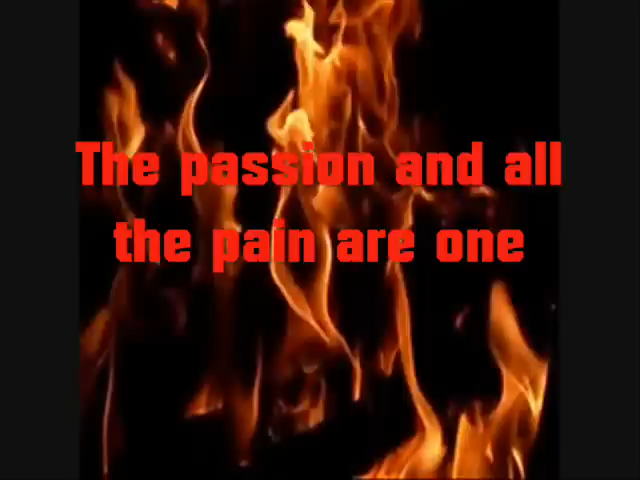 The passion and all
the pain are one